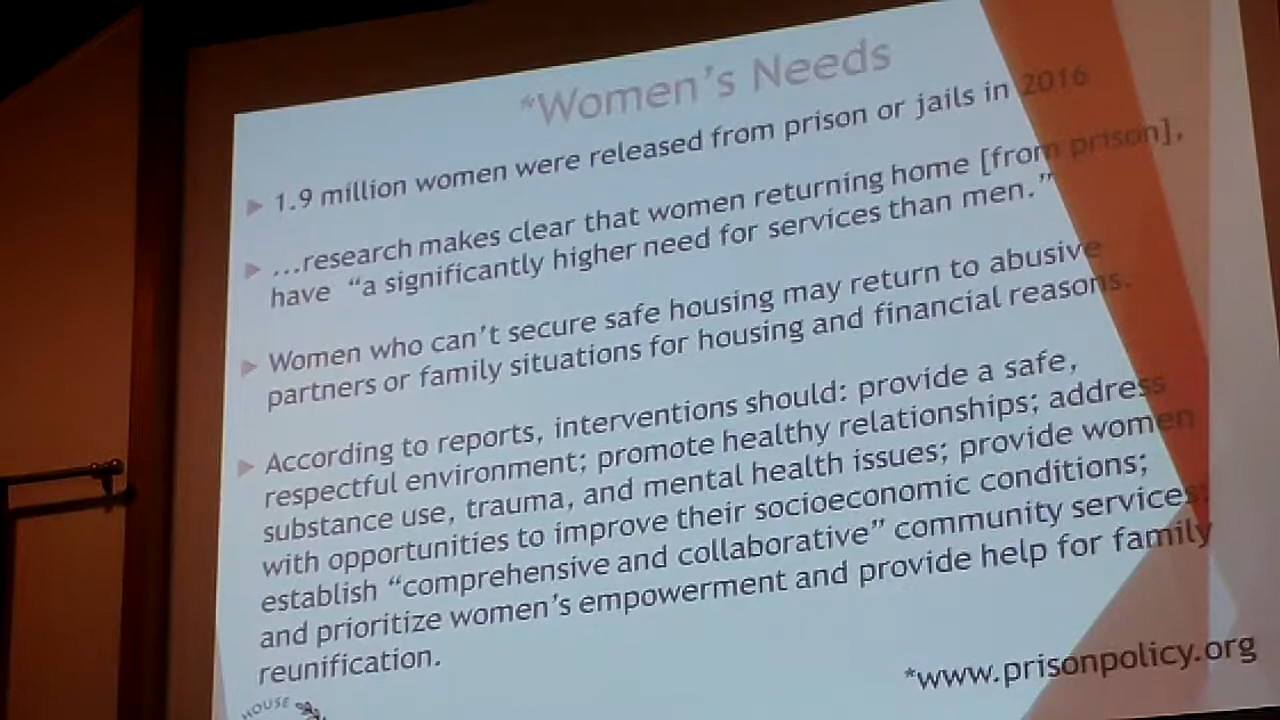 *Women's Needs
1.9 million women were released from prison or jails in 2016
...research makes clear that women returning home [from prison],
have "a significantly higher need for services than men."
Women who can't secure safe housing may return to abusive
partners or family situations for housing and financial reasons.
According to reports, interventions should: provide a safe,
respectful environment; promote healthy relationships; address
substance use, trauma, and mental health issues; provide women
with opportunities to improve their socioeconomic conditions;
establish "comprehensive and collaborative" community services;
and prioritize women's empowerment and provide help for family
reunification.
*www.prisonpolicy.org
HOUSE